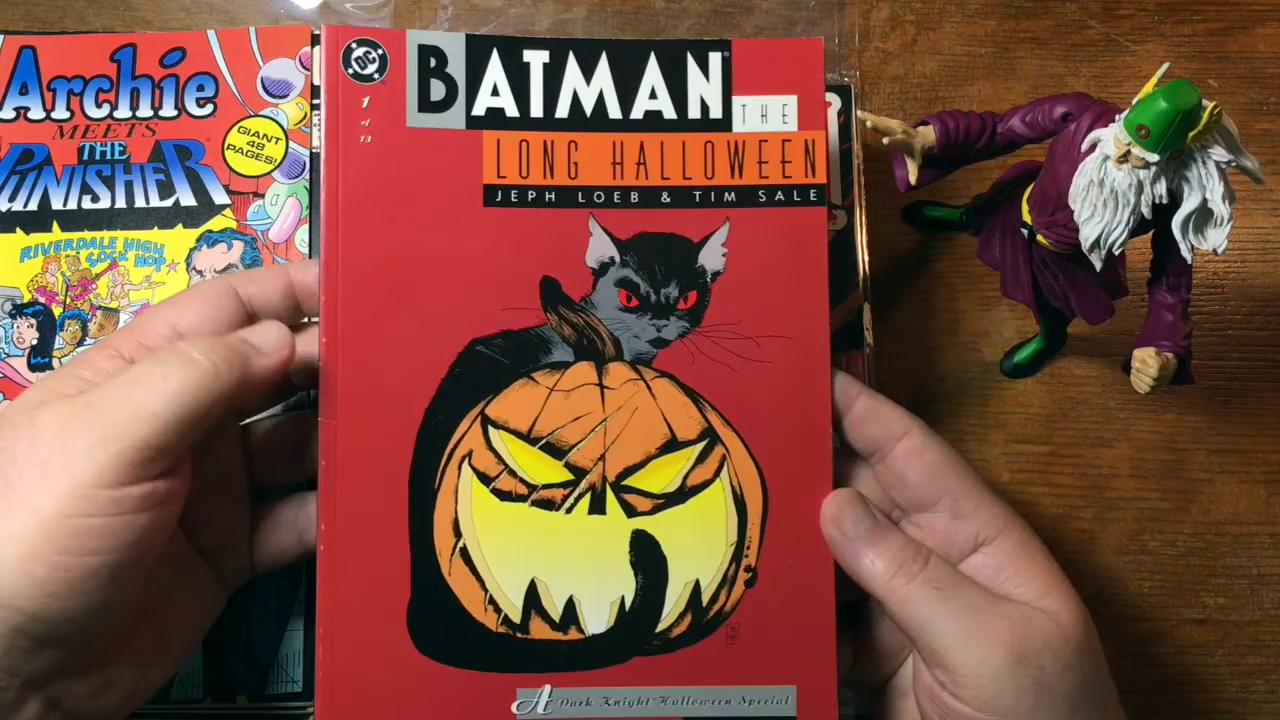 Archie
MEETS
THE
PUNISHER
GIANT
48
PAGES!
RIVERDALE HIGH
SOCK HOP
DC
1
of
13
BATMAN
THE
LONG HALLOWEEN
JEPH LOEB & TIM SALE
A Dark Knight Halloween Special